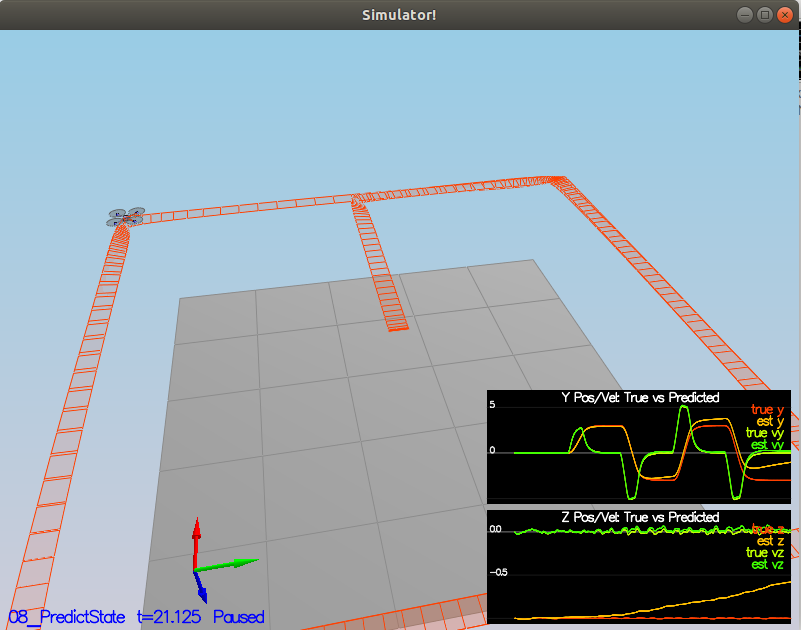 Simulator!
Y Pos/Vel: True vs Predicted
5
true y
est y
true vy
0
est vy
Z Pos/Vel: True vs Predicted
0.0
est z
true vz
est vz
-0.5
08_PredictState t=21.125 Paused